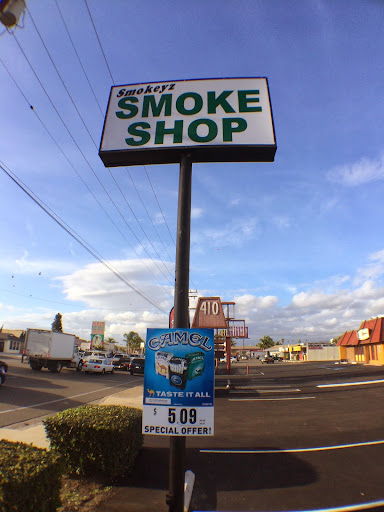 Smokeyz
SMOKE
SHOP
410
CAMEL
TASTE IT ALL
$ 5.09
SPECIAL OFFER!